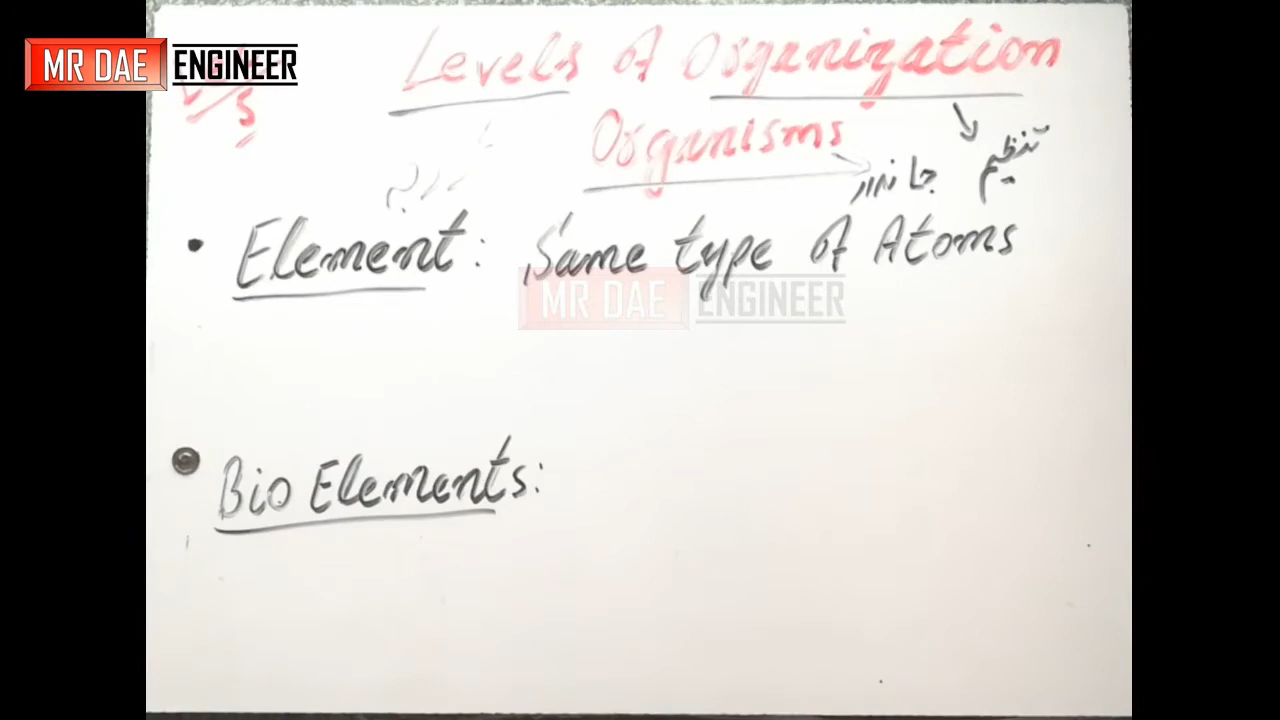 MR DAE ENGINEER
Levels of Organization
Organisms
تنظیم
جاندار
• Element: Same type of Atoms
MR DAE ENGINEER
• Bio Elements: